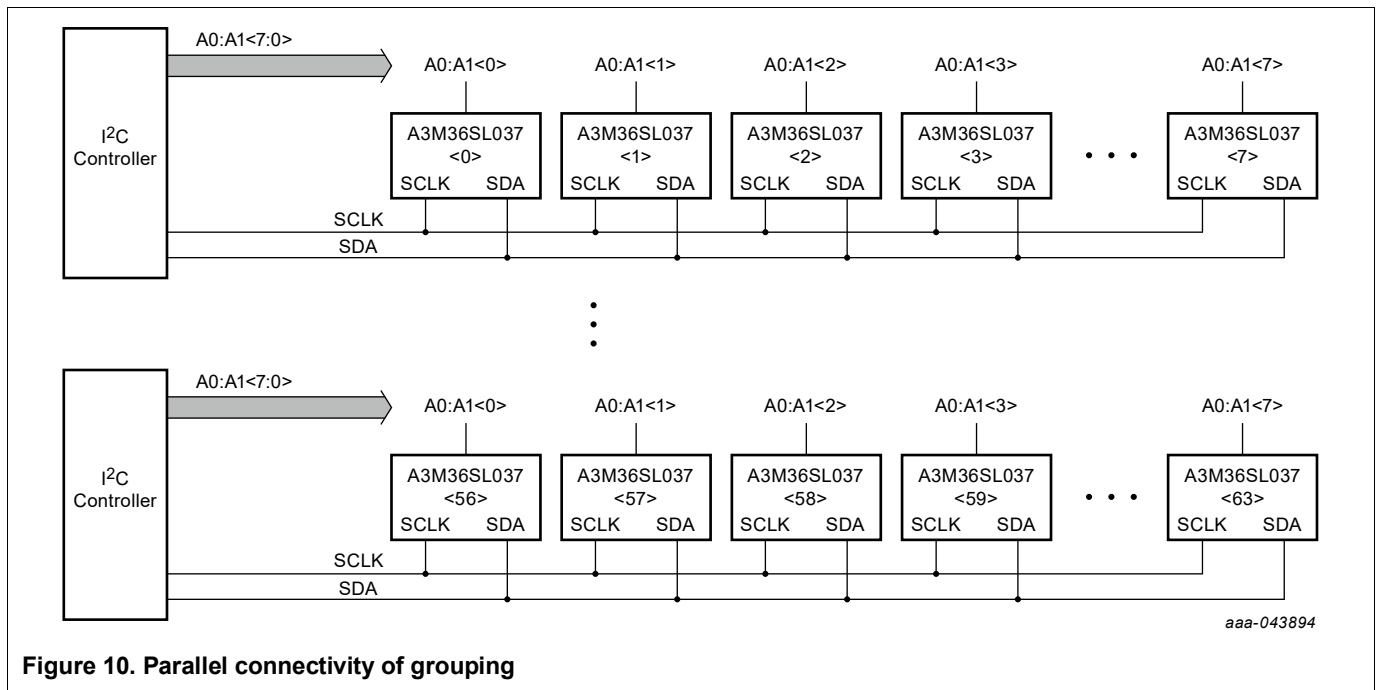 A0:A1<7:0>
A0:A1<0> A0:A1<1> A0:A1<2> A0:A1<3> A0:A1<7>
I²C
Controller
A3M36SL037 A3M36SL037 A3M36SL037 A3M36SL037 A3M36SL037
<0> <1> <2> <3> • • • <7>
SCLK SDA SCLK SDA SCLK SDA SCLK SDA SCLK SDA
SCLK
SDA
A0:A1<7:0>
A0:A1<0> A0:A1<1> A0:A1<2> A0:A1<3> A0:A1<7>
I²C
Controller
A3M36SL037 A3M36SL037 A3M36SL037 A3M36SL037 A3M36SL037
<56> <57> <58> <59> • • • <63>
SCLK SDA SCLK SDA SCLK SDA SCLK SDA SCLK SDA
SCLK
SDA
aaa-043894
Figure 10. Parallel connectivity of grouping